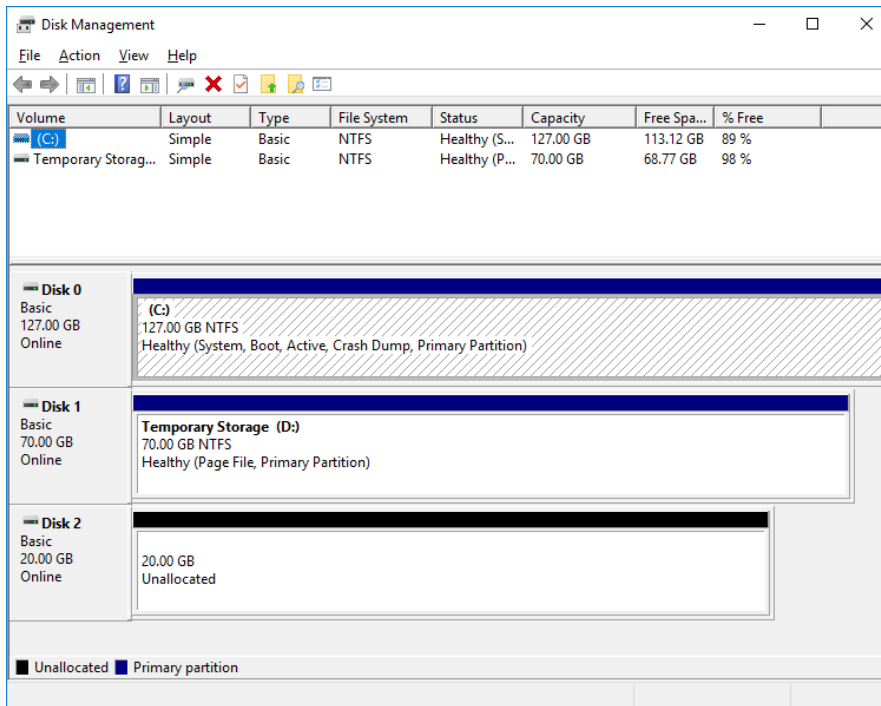 Disk Management
File Action View Help
Volume Layout Type File System Status Capacity Free Spa... % Free
(C:) Simple Basic NTFS Healthy (S... 127.00 GB 113.12 GB 89 %
Temporary Storag... Simple Basic NTFS Healthy (P... 70.00 GB 68.77 GB 98 %
Disk 0
Basic
127.00 GB
Online
(C:)
127.00 GB NTFS
Healthy (System, Boot, Active, Crash Dump, Primary Partition)
Disk 1
Basic
70.00 GB
Online
Temporary Storage (D:)
70.00 GB NTFS
Healthy (Page File, Primary Partition)
Disk 2
Basic
20.00 GB
Online
20.00 GB
Unallocated
Unallocated Primary partition